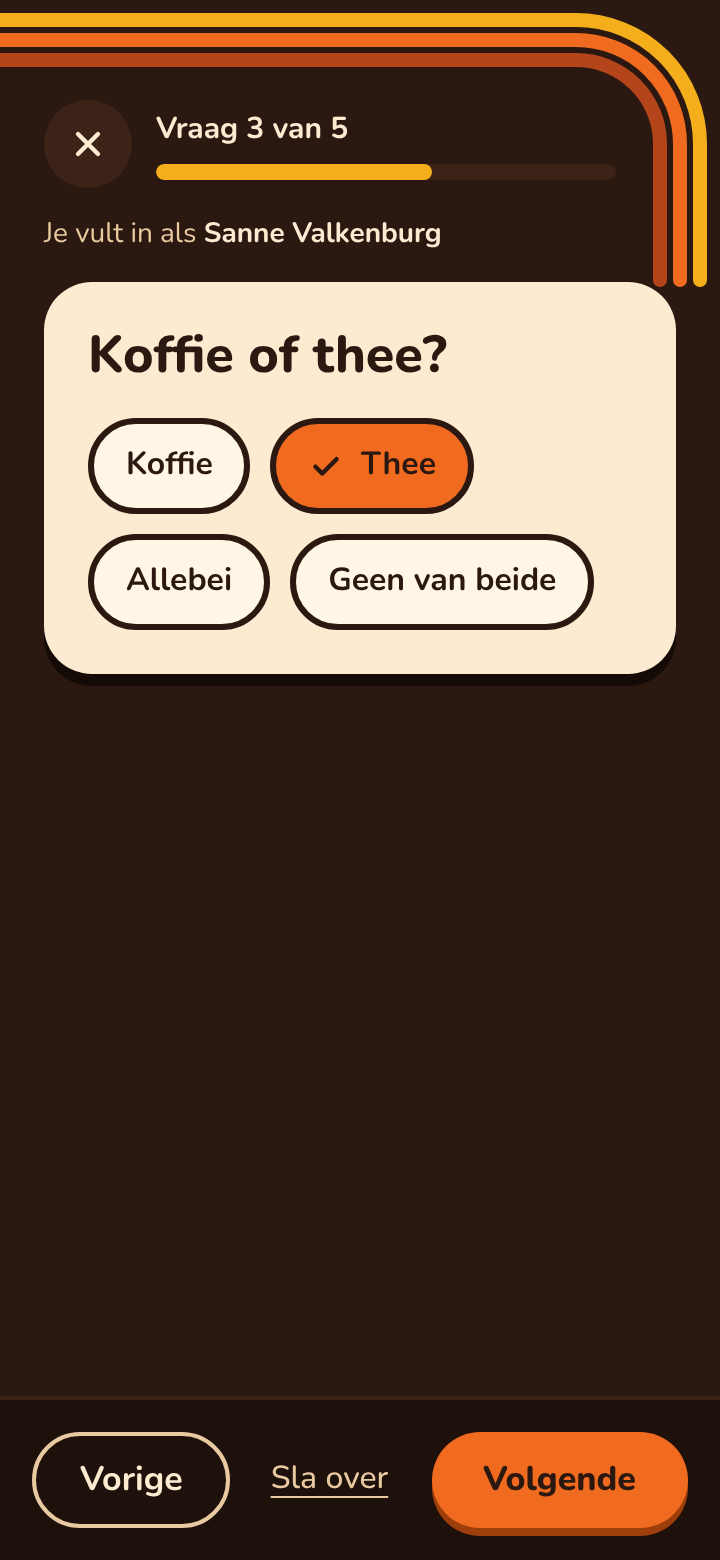 Vraag 3 van 5
Je vult in als Sanne Valkenburg
Koffie of thee?
Koffie
Thee
Allebei
Geen van beide
Vorige
Sla over
Volgende